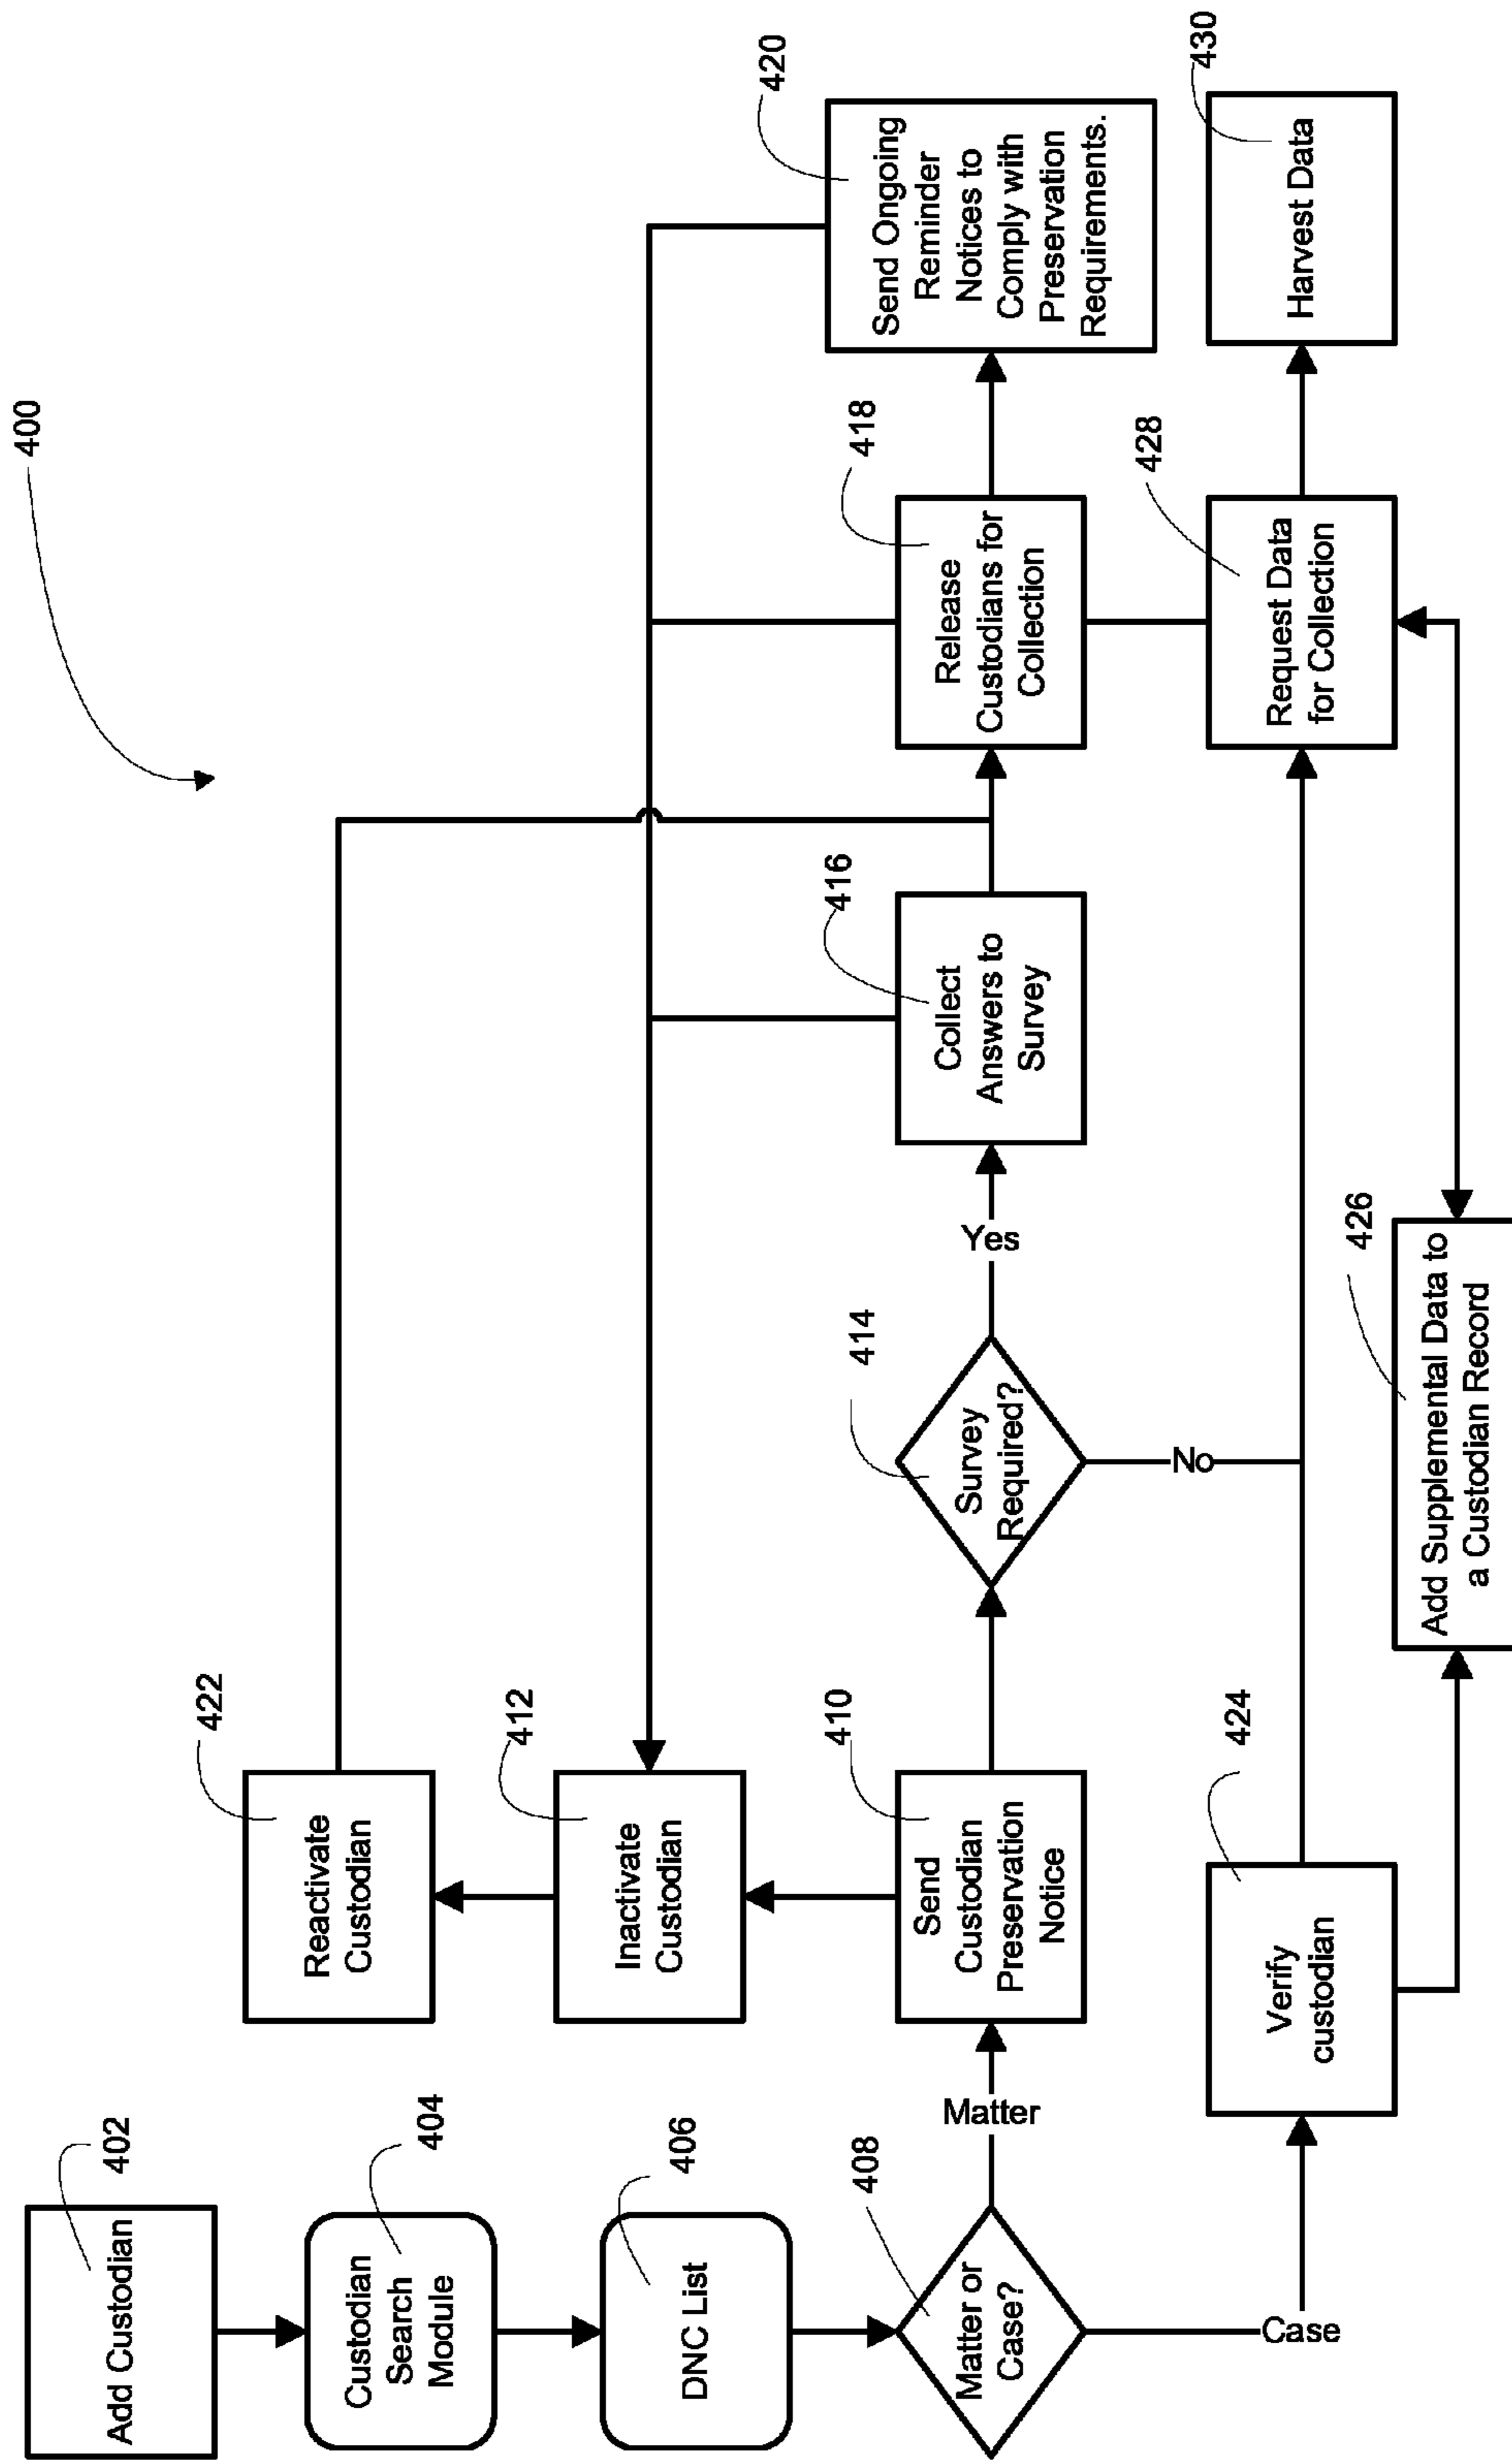 400
402
Add Custodian
404
Custodian
Search
Module
406
DNC List
408
Matter or
Case?
Matter
Case
422
Reactivate
Custodian
412
Inactivate
Custodian
410
Send
Custodian
Preservation
Notice
414
Survey
Required?
Yes
No
416
Collect
Answers to
Survey
418
Release
Custodians for
Collection
420
Send Ongoing
Reminder
Notices to
Comply with
Preservation
Requirements.
424
Verify
custodian
426
Add Supplemental Data to
a Custodian Record
428
Request Data
for Collection
430
Harvest Data